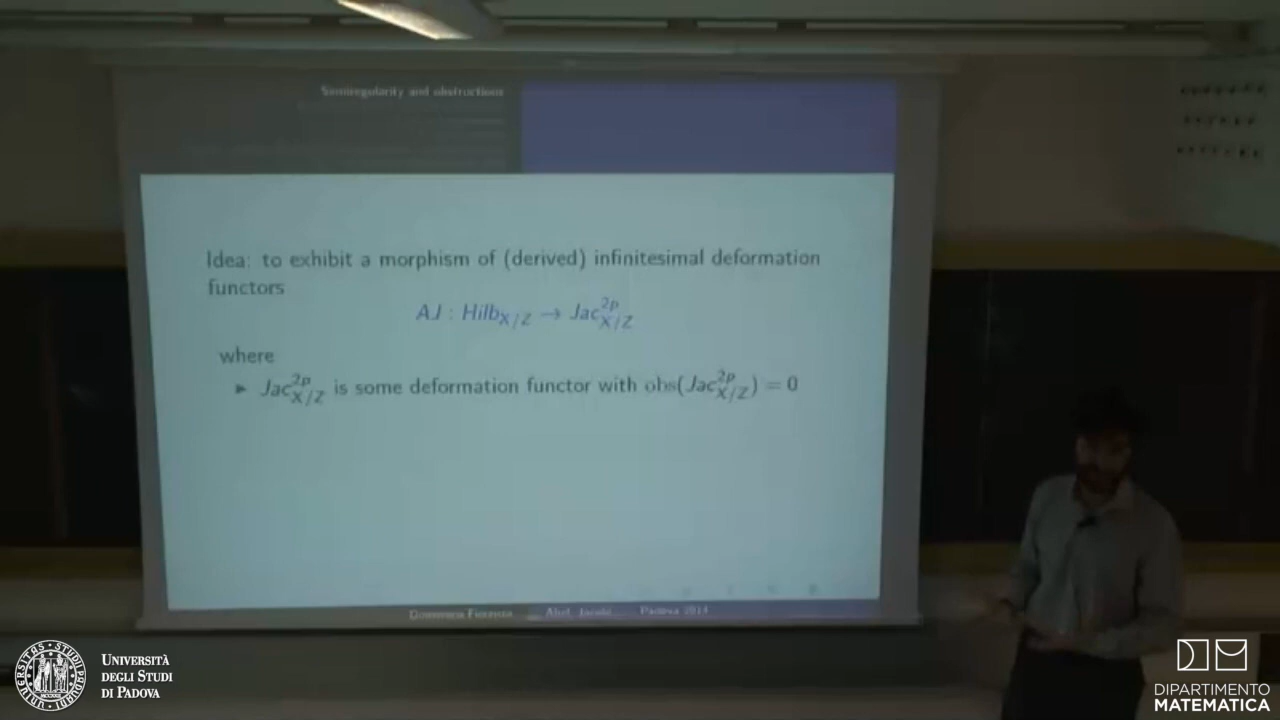 Semiregularity and obstructions
Idea: to exhibit a morphism of (derived) infinitesimal deformation
functors
AJ : Hilb_{X/Z} → Jac^{2p}_{X/Z}
where
► Jac^{2p}_{X/Z} is some deformation functor with obs(Jac^{2p}_{X/Z}) = 0
Padova 2014
UNIVERSITÀ
DEGLI STUDI
DI PADOVA
DIPARTIMENTO
MATEMATICA